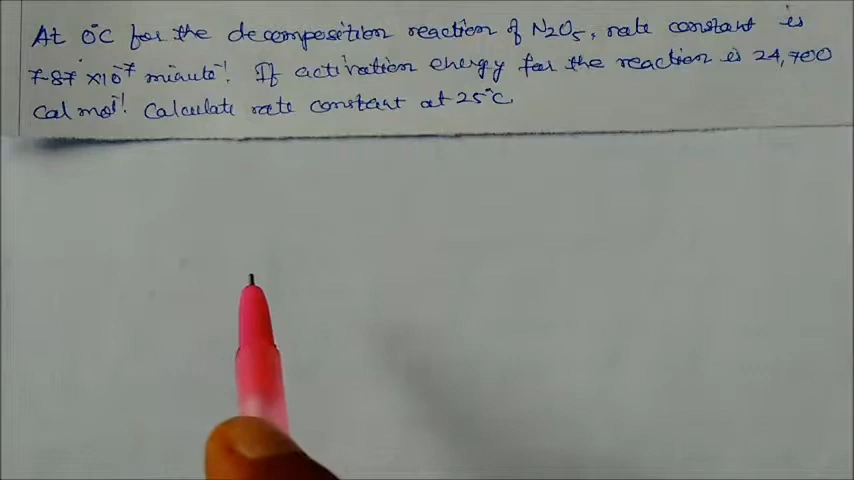 At 0°C for the decomposition reaction of N₂O₅, rate constant is
7.87 ×10⁻⁷ minute⁻¹. If activation energy for the reaction is 24,700
cal mol⁻¹ Calculate rate constant at 25°C.